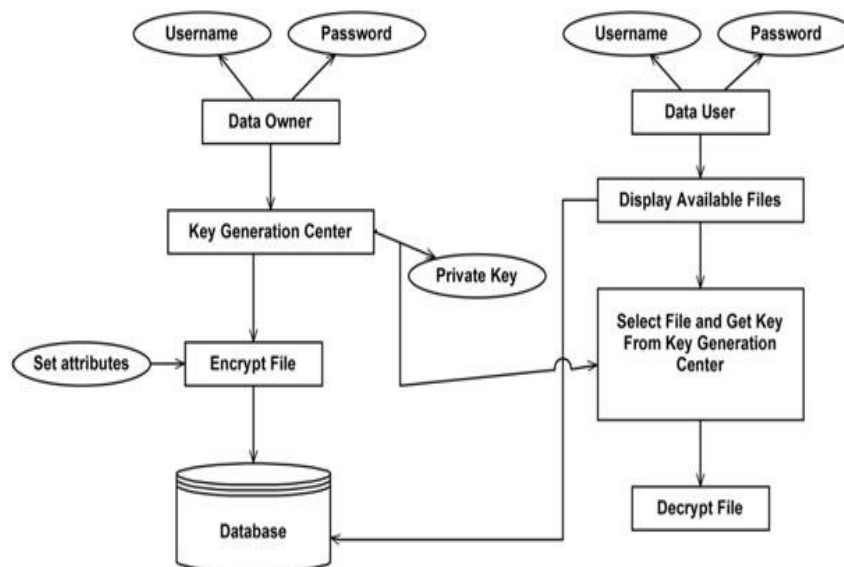 Username
Password
Data Owner
Key Generation Center
Private Key
Set attributes
Encrypt File
Database
Username
Password
Data User
Display Available Files
Select File and Get Key
From Key Generation
Center
Decrypt File